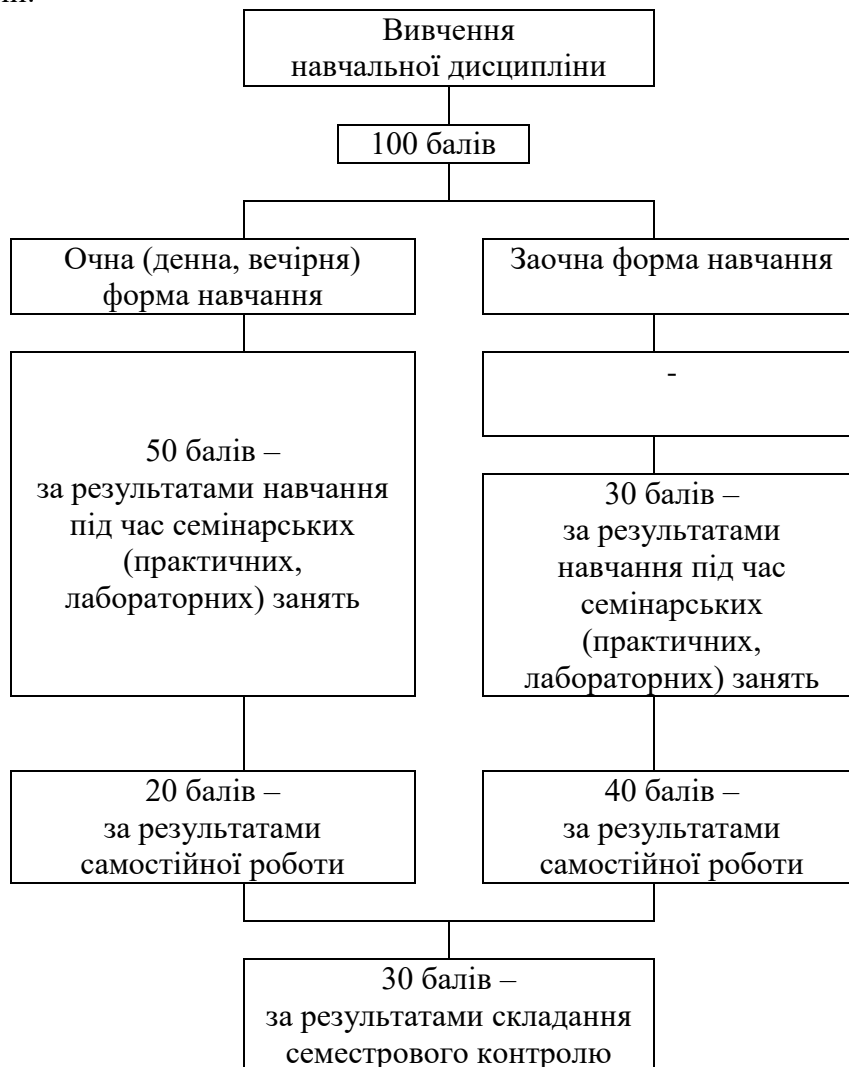 Вивчення
навчальної дисципліни
100 балів
Очна (денна, вечірня)
форма навчання
Заочна форма навчання
50 балів –
за результатами навчання
під час семінарських
(практичних,
лабораторних) занять
-
30 балів –
за результатами
навчання під час
семінарських
(практичних,
лабораторних) занять
20 балів –
за результатами
самостійної роботи
40 балів –
за результатами
самостійної роботи
30 балів –
за результатами складання
семестрового контролю